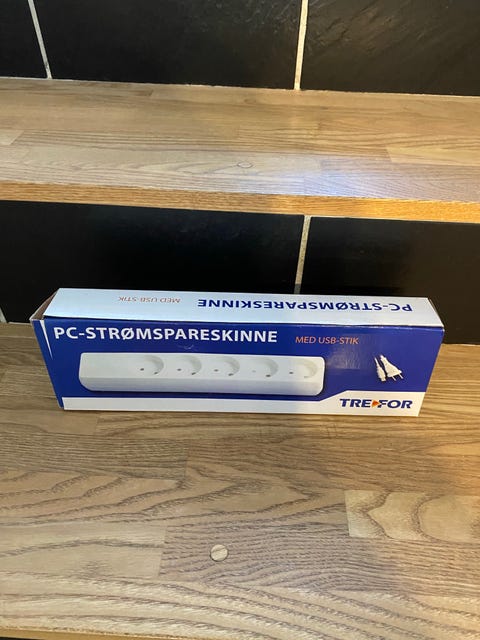 PC-STRØMSPARESKINNE
MED USB-STIK
PC-STRØMSPARESKINNE MED USB-STIK
TREFOR